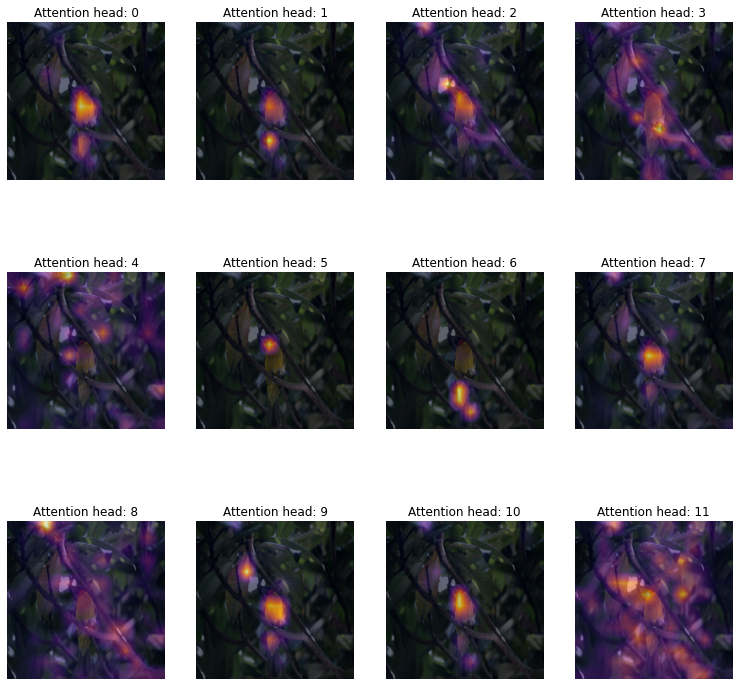 Attention head: 0
Attention head: 1
Attention head: 2
Attention head: 3
Attention head: 4
Attention head: 5
Attention head: 6
Attention head: 7
Attention head: 8
Attention head: 9
Attention head: 10
Attention head: 11